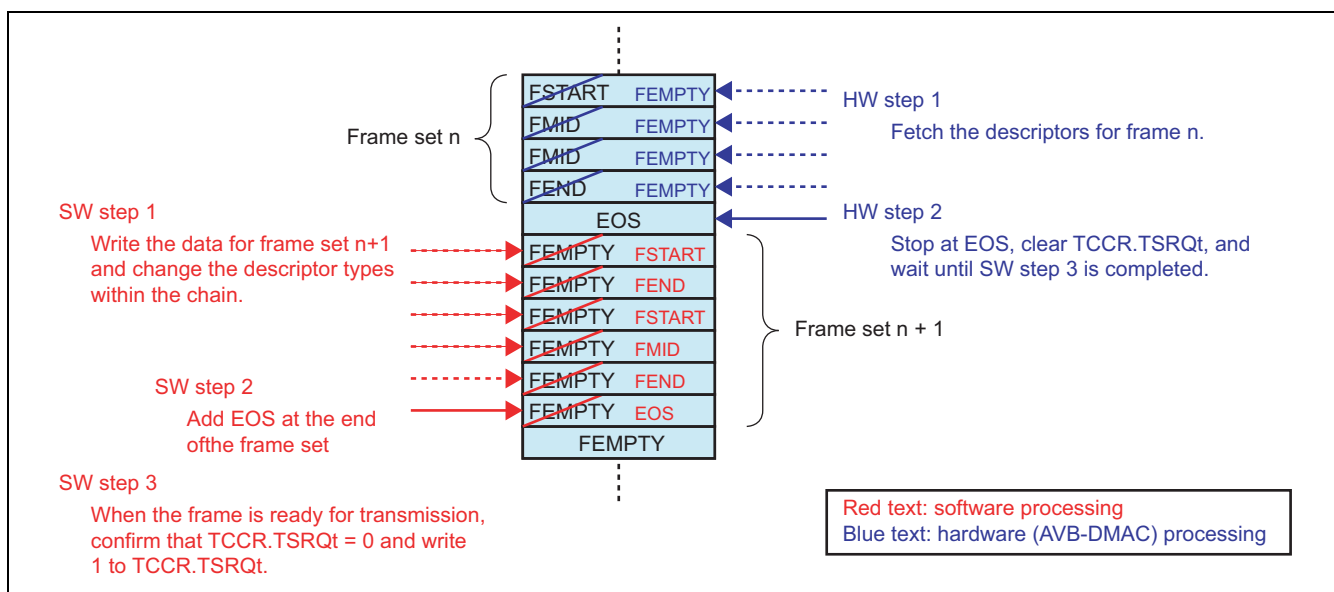 FSTART FEMPTY
FMID FEMPTY
FMID FEMPTY
FEND FEMPTY
EOS
FEMPTY FSTART
FEMPTY FEND
FEMPTY FSTART
FEMPTY FMID
FEMPTY FEND
FEMPTY EOS
FEMPTY
Frame set n
HW step 1
Fetch the descriptors for frame n.
HW step 2
Stop at EOS, clear TCCR.TSRQt, and
wait until SW step 3 is completed.
Frame set n + 1
SW step 1
Write the data for frame set n+1
and change the descriptor types
within the chain.
SW step 2
Add EOS at the end
ofthe frame set
SW step 3
When the frame is ready for transmission,
confirm that TCCR.TSRQt = 0 and write
1 to TCCR.TSRQt.
Red text: software processing
Blue text: hardware (AVB-DMAC) processing